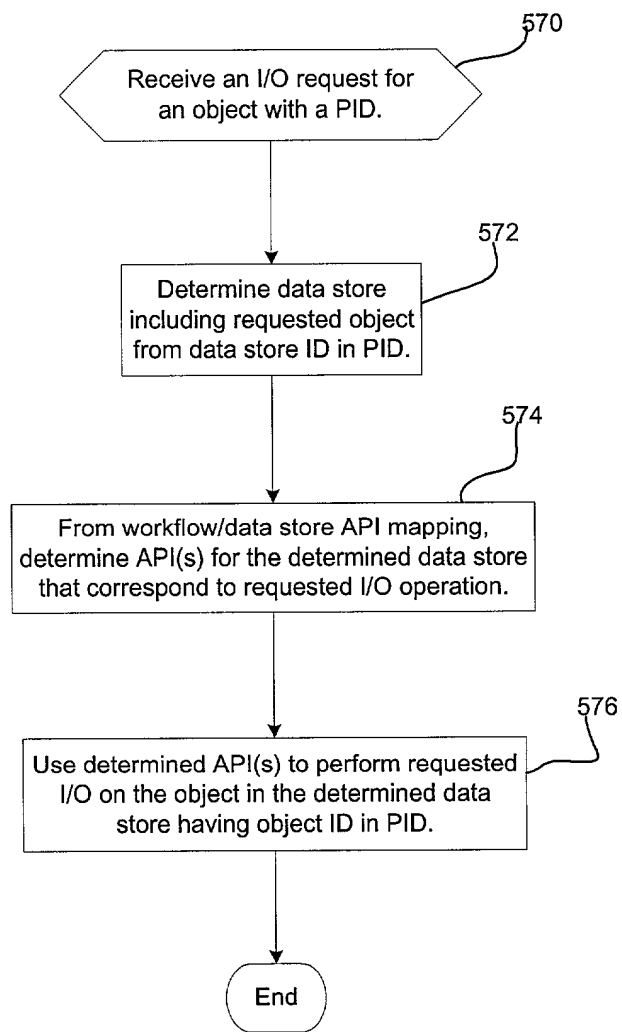 570
Receive an I/O request for
an object with a PID.
572
Determine data store
including requested object
from data store ID in PID.
574
From workflow/data store API mapping,
determine API(s) for the determined data store
that correspond to requested I/O operation.
576
Use determined API(s) to perform requested
I/O on the object in the determined data
store having object ID in PID.
End